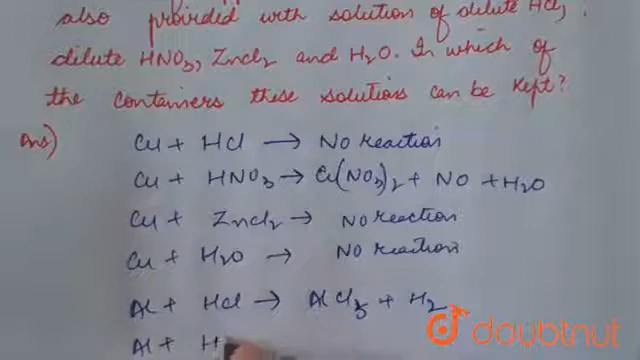 also proirded with solution of dilute HCl,
dilute HNO3, ZnCl2 and H2O. In which of
the containers these solutions can be kept?
Ans)
Cu + HCl → No reaction
Cu + HNO3 → Cu(NO3)2 + NO + H2O
Cu + ZnCl2 → No reaction
Cu + H2O → No reaction
Al + HCl → AlCl3 + H2
Al + H
doubtnut